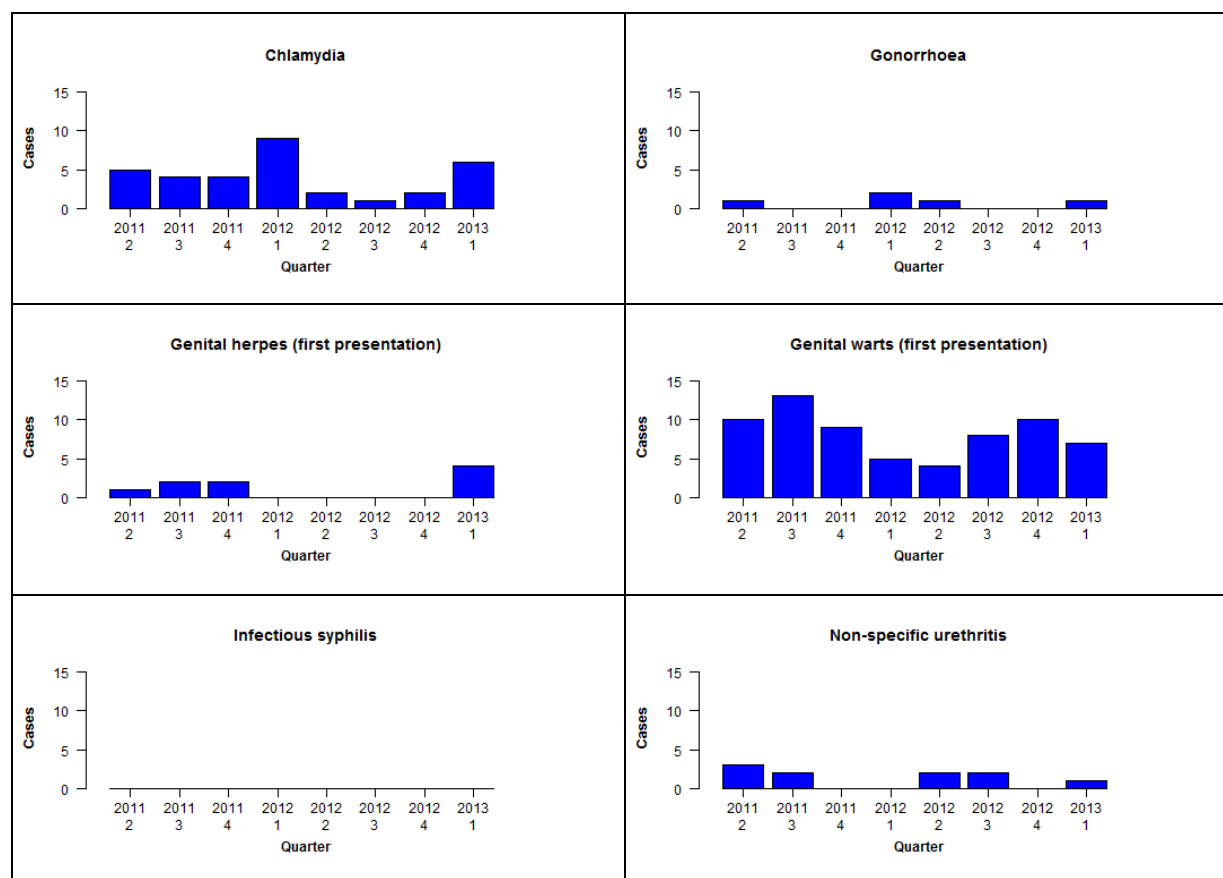 Chlamydia
Cases
15
10
5
0
2011 2011 2011 2012 2012 2012 2012 2013
2 3 4 1 2 3 4 1
Quarter
Gonorrhoea
Cases
15
10
5
0
2011 2011 2011 2012 2012 2012 2012 2013
2 3 4 1 2 3 4 1
Quarter
Genital herpes (first presentation)
Cases
15
10
5
0
2011 2011 2011 2012 2012 2012 2012 2013
2 3 4 1 2 3 4 1
Quarter
Genital warts (first presentation)
Cases
15
10
5
0
2011 2011 2011 2012 2012 2012 2012 2013
2 3 4 1 2 3 4 1
Quarter
Infectious syphilis
Cases
15
10
5
0
2011 2011 2011 2012 2012 2012 2012 2013
2 3 4 1 2 3 4 1
Quarter
Non-specific urethritis
Cases
15
10
5
0
2011 2011 2011 2012 2012 2012 2012 2013
2 3 4 1 2 3 4 1
Quarter